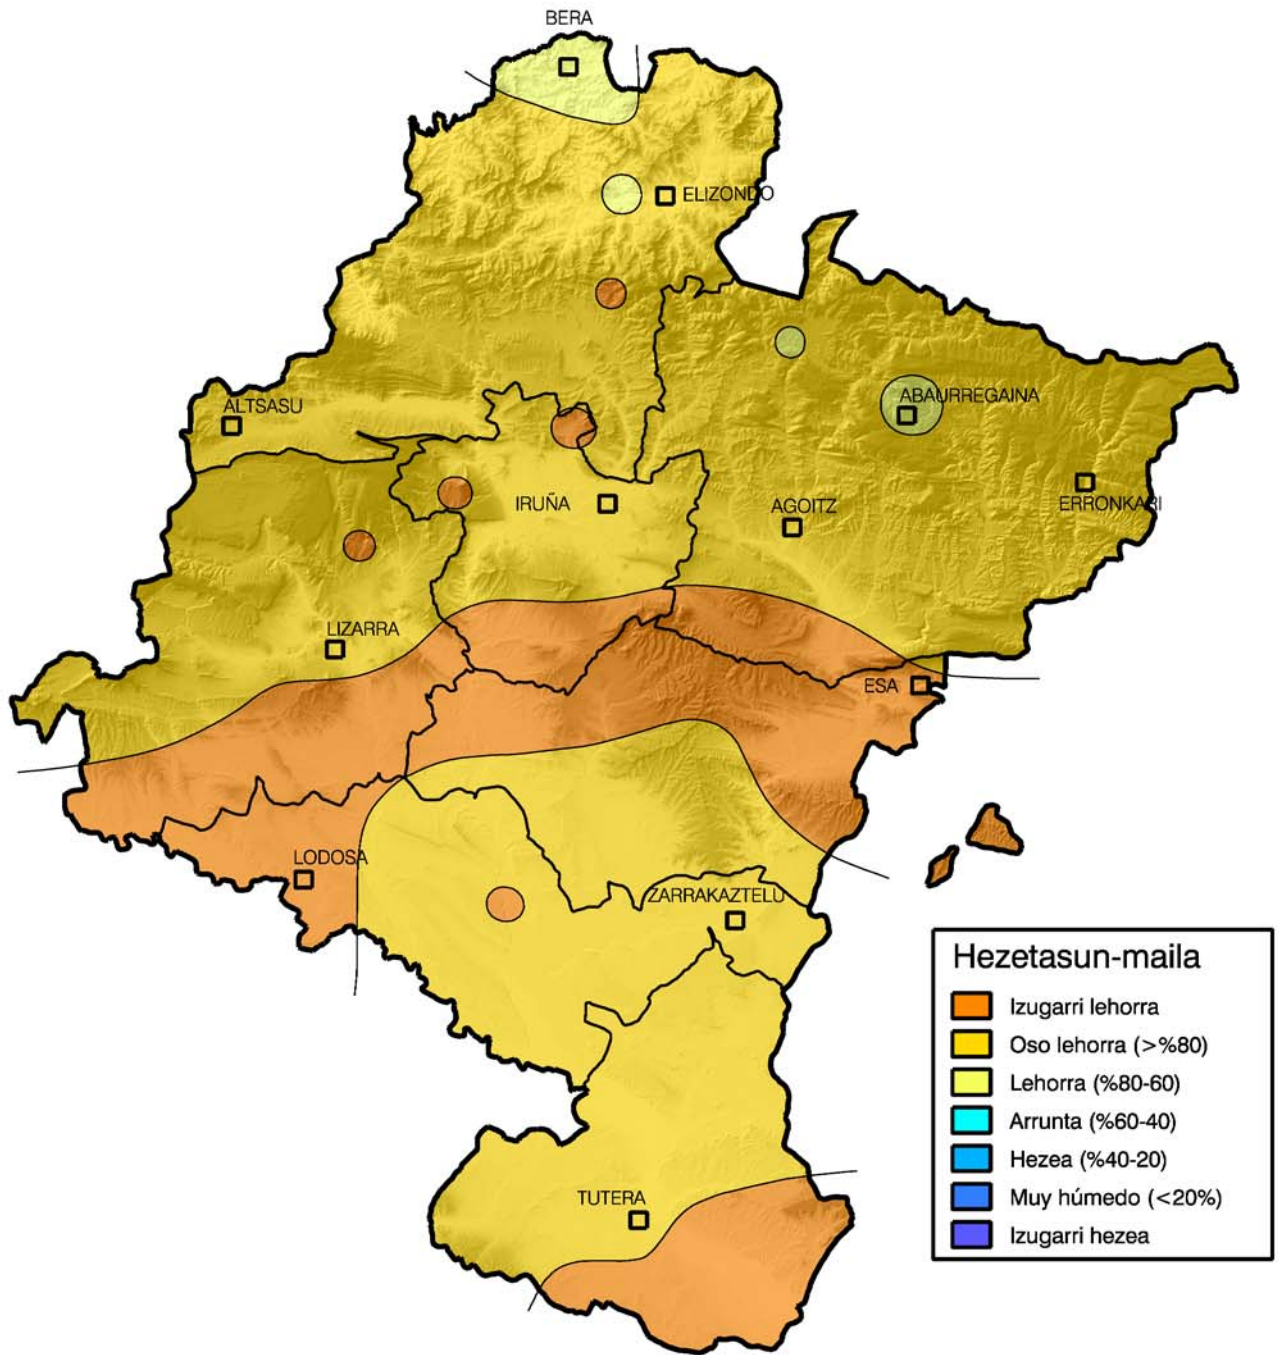 BERA
ELIZONDO
ALTSASU
ABAURREGAINA
IRUÑA
AGOITZ
ERRONKARI
LIZARRA
ESA
LODOSA
ZARRAKAZTELU
TUTERA
Hezetasun-maila
Izugarri lehorra
Oso lehorra (>%80)
Lehorra (%80-60)
Arrunta (%60-40)
Hezea (%40-20)
Muy húmedo (<20%)
Izugarri hezea